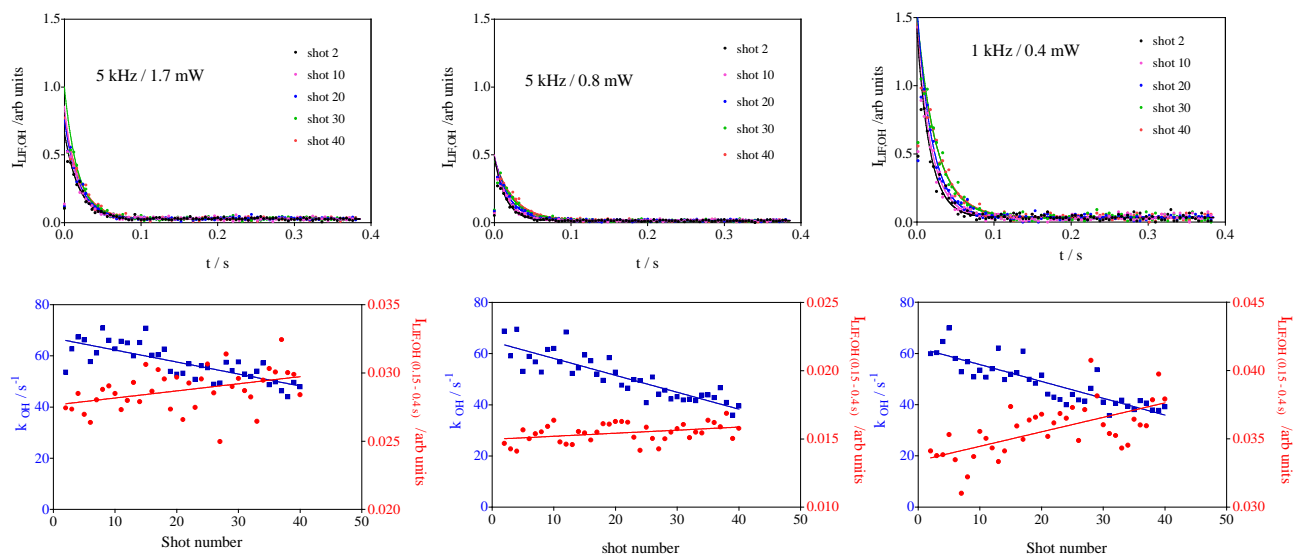 1.5
1.0
0.5
0.0
I_LIF,OH /arb units
5 kHz / 1.7 mW
shot 2
shot 10
shot 20
shot 30
shot 40
0.0 0.1 0.2 0.3 0.4
t / s
1.5
1.0
0.5
0.0
I_LIF,OH /arb units
5 kHz / 0.8 mW
shot 2
shot 10
shot 20
shot 30
shot 40
0.0 0.1 0.2 0.3 0.4
t / s
1.5
1.0
0.5
0.0
I_LIF,OH /arb units
1 kHz / 0.4 mW
shot 2
shot 10
shot 20
shot 30
shot 40
0.0 0.1 0.2 0.3 0.4
t / s
80
60
40
20
0
k_OH / s⁻¹
0.035
0.030
0.025
0.020
I_LIF,OH (0.15 - 0.4 s) /arb units
0 10 20 30 40 50
Shot number
80
60
40
20
0
k_OH / s⁻¹
0.025
0.020
0.015
0.010
I_LIF,OH (0.15 - 0.4 s) /arb units
0 10 20 30 40 50
shot number
80
60
40
20
0
k_OH / s⁻¹
0.045
0.040
0.035
0.030
I_LIF,OH (0.15 - 0.4 s) /arb units
0 10 20 30 40 50
Shot number